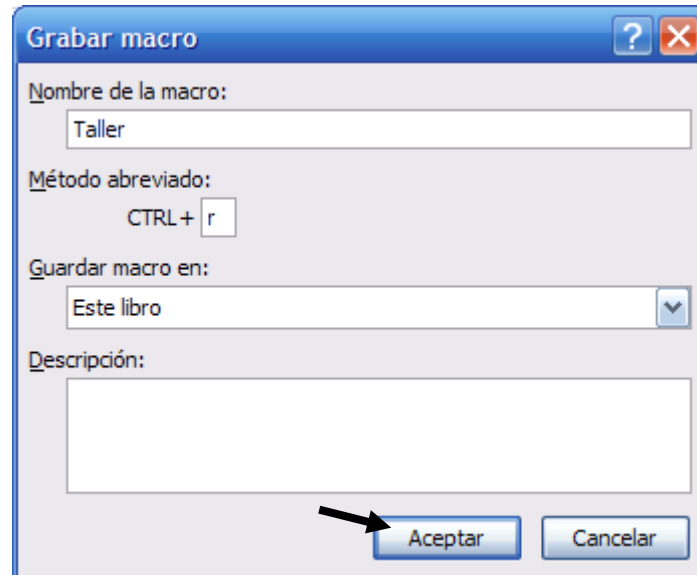 Grabar macro
Nombre de la macro:
Taller
Método abreviado:
CTRL+ r
Guardar macro en:
Este libro
Descripción:
Aceptar Cancelar